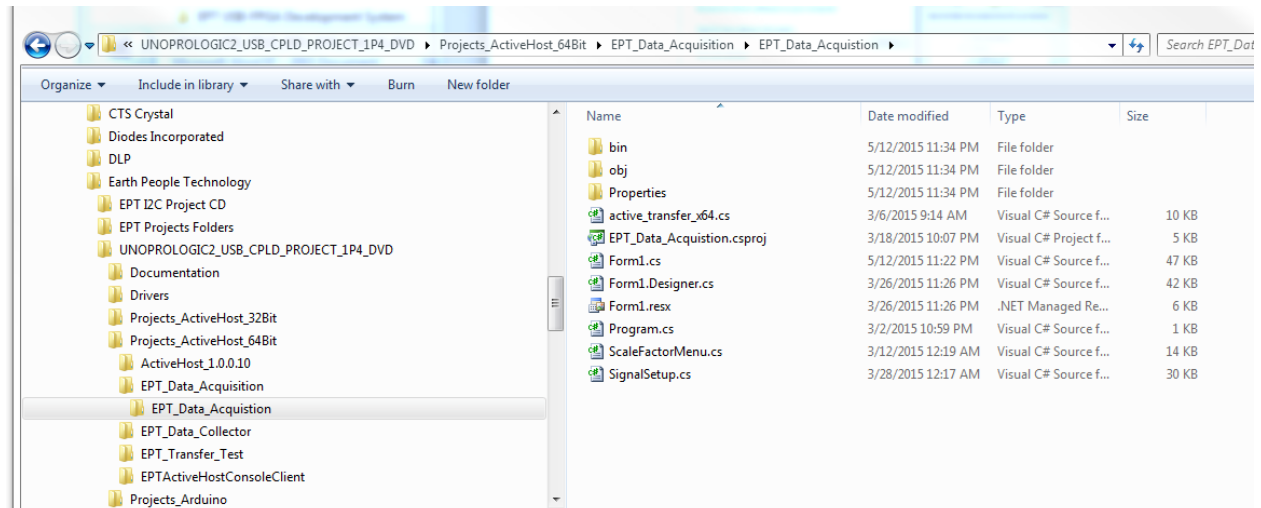 « UNOPROLOGIC2_USB_CPLD_PROJECT_1P4_DVD ▸ Projects_ActiveHost_64Bit ▸ EPT_Data_Acquisition ▸ EPT_Data_Acquistion ▸ Search EPT_Dat
Organize Include in library Share with Burn New folder
CTS Crystal
Diodes Incorporated
DLP
Earth People Technology
EPT I2C Project CD
EPT Projects Folders
UNOPROLOGIC2_USB_CPLD_PROJECT_1P4_DVD
Documentation
Drivers
Projects_ActiveHost_32Bit
Projects_ActiveHost_64Bit
ActiveHost_1.0.0.10
EPT_Data_Acquisition
EPT_Data_Acquistion
EPT_Data_Collector
EPT_Transfer_Test
EPTActiveHostConsoleClient
Projects_Arduino
Name Date modified Type Size
bin 5/12/2015 11:34 PM File folder
obj 5/12/2015 11:34 PM File folder
Properties 5/12/2015 11:34 PM File folder
active_transfer_x64.cs 3/6/2015 9:14 AM Visual C# Source f... 10 KB
EPT_Data_Acquistion.csproj 3/18/2015 10:07 PM Visual C# Project f... 5 KB
Form1.cs 5/12/2015 11:22 PM Visual C# Source f... 47 KB
Form1.Designer.cs 3/26/2015 11:26 PM Visual C# Source f... 42 KB
Form1.resx 3/26/2015 11:26 PM .NET Managed Re... 6 KB
Program.cs 3/2/2015 10:59 PM Visual C# Source f... 1 KB
ScaleFactorMenu.cs 3/12/2015 12:19 AM Visual C# Source f... 14 KB
SignalSetup.cs 3/28/2015 12:17 AM Visual C# Source f... 30 KB